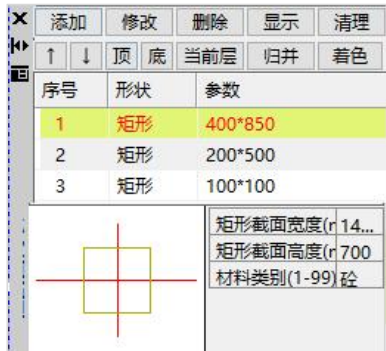 添加 修改 删除 显示 清理
↑ ↓ 顶 底 当前层 归并 着色
序号 形状 参数
1 矩形 400*850
2 矩形 200*500
3 矩形 100*100
矩形截面宽度(r 14...
矩形截面高度(r 700
材料类别(1-99) 砼